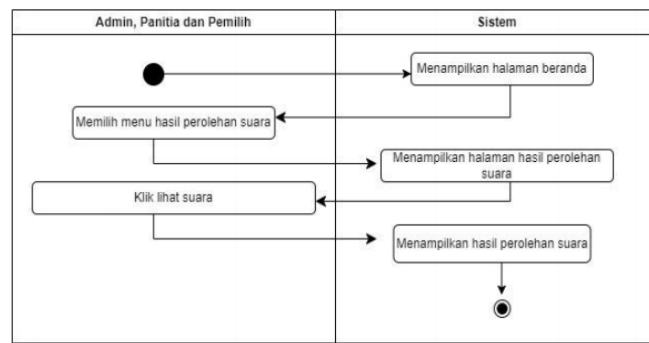 Admin, Panitia dan Pemilih
Sistem
Menampilkan halaman beranda
Memilih menu hasil perolehan suara
Menampilkan halaman hasil perolehan
suara
Klik lihat suara
Menampilkan hasil perolehan suara